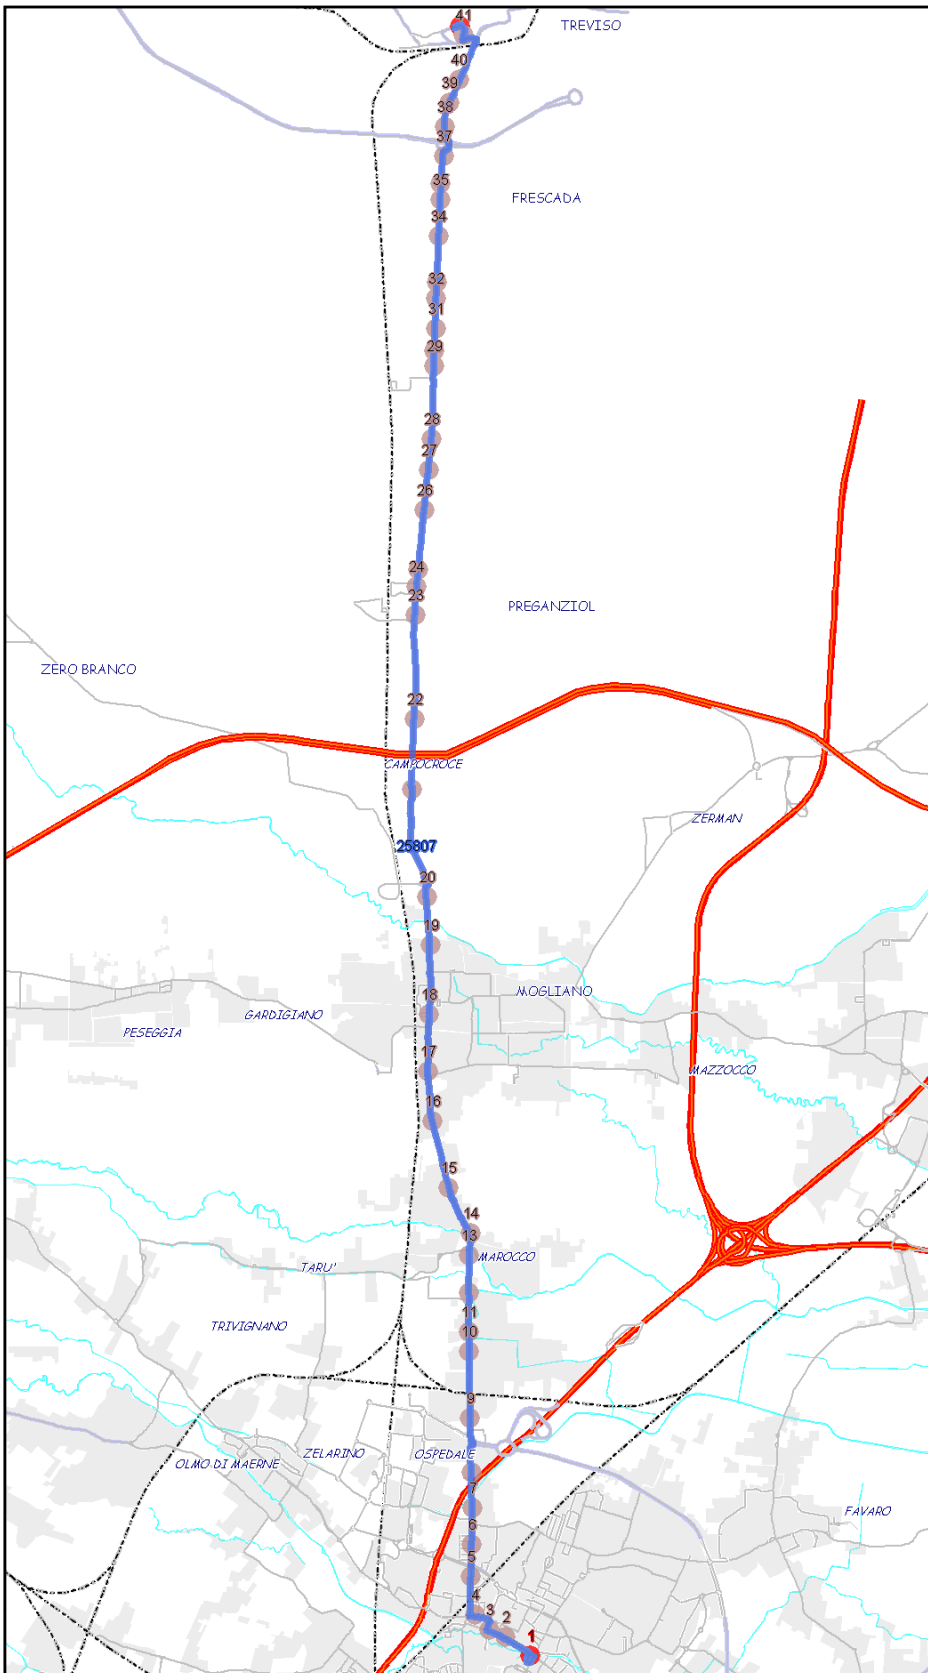 41
TREVISO
40
39
38
37
35
FRESCADA
34
32
31
29
28
27
26
24
23
PREGANZIOL
ZERO BRANCO
22
CAMPOCROCE
ZERMAN
25807
20
19
18
MOGLIANO
GARDIGIANO
PESEGGIA
17
MAZZOCCO
16
15
14
13
MAROCCO
TARU'
11
TRIVIGNANO
10
9
ZELARINO
OSPEDALE
OLMO DI MAERNE
7
FAVARO
6
5
4
3
2
1